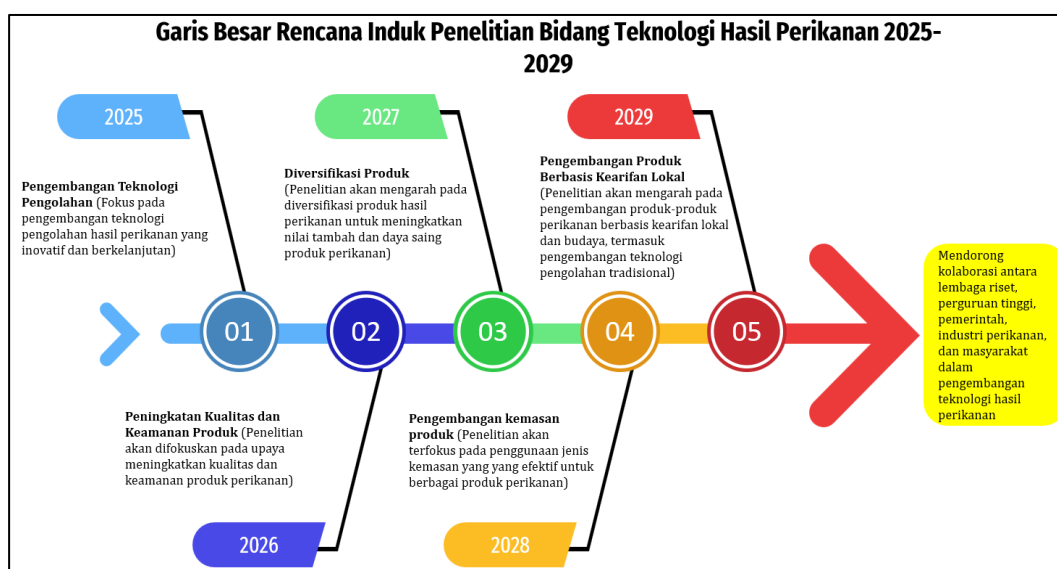 Garis Besar Rencana Induk Penelitian Bidang Teknologi Hasil Perikanan 2025-
2029
2025
Pengembangan Teknologi
Pengolahan (Fokus pada
pengembangan teknologi
pengolahan hasil perikanan yang
inovatif dan berkelanjutan)
2027
Diversifikasi Produk
(Penelitian akan mengarah pada
diversifikasi produk hasil
perikanan untuk meningkatkan
nilai tambah dan daya saing
produk perikanan)
2029
Pengembangan Produk
Berbasis Kearifan Lokal
(Penelitian akan mengarah pada
pengembangan produk-produk
perikanan berbasis kearifan lokal
dan budaya, termasuk
pengembangan teknologi
pengolahan tradisional)
01
02
03
04
05
Mendorong
kolaborasi antara
lembaga riset,
perguruan tinggi,
pemerintah,
industri perikanan,
dan masyarakat
dalam
pengembangan
teknologi hasil
perikanan
Peningkatan Kualitas dan
Keamanan Produk (Penelitian
akan difokuskan pada upaya
meningkatkan kualitas dan
keamanan produk perikanan)
2026
Pengembangan kemasan
produk (Penelitian akan
terfokus pada penggunaan jenis
kemasan yang yang efektif untuk
berbagai produk perikanan)
2028